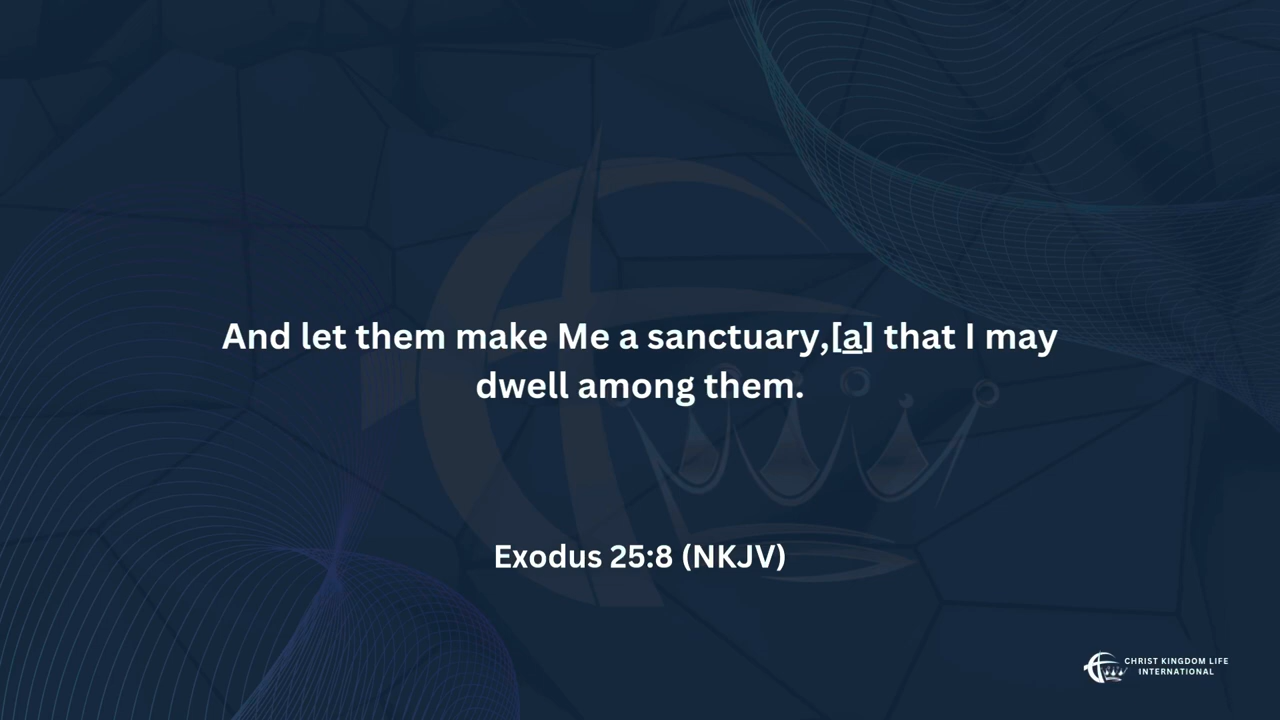 And let them make Me a sanctuary,[a] that I may
dwell among them.
Exodus 25:8 (NKJV)
CHRIST KINGDOM LIFE
INTERNATIONAL